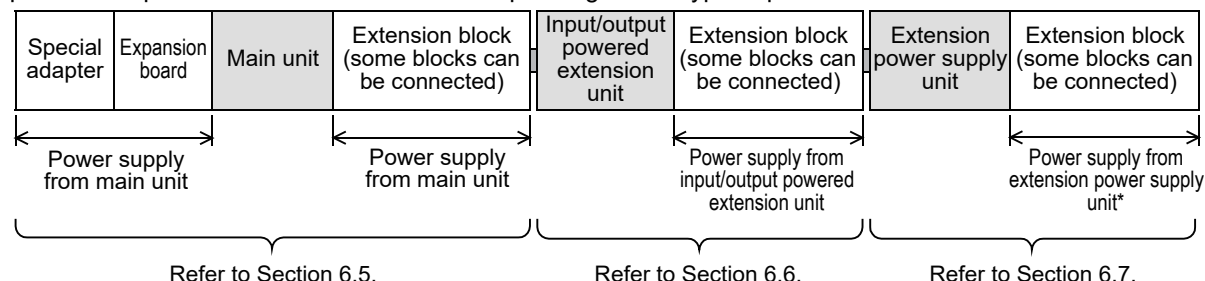 Special adapter
Expansion board
Main unit
Extension block
(some blocks can
be connected)
Input/output
powered
extension
unit
Extension block
(some blocks can
be connected)
Extension
power supply
unit
Extension block
(some blocks can
be connected)
Power supply
from main unit
Power supply
from main unit
Power supply from
input/output powered
extension unit
Power supply from
extension power supply
unit*
Refer to Section 6.5.
Refer to Section 6.6.
Refer to Section 6.7.